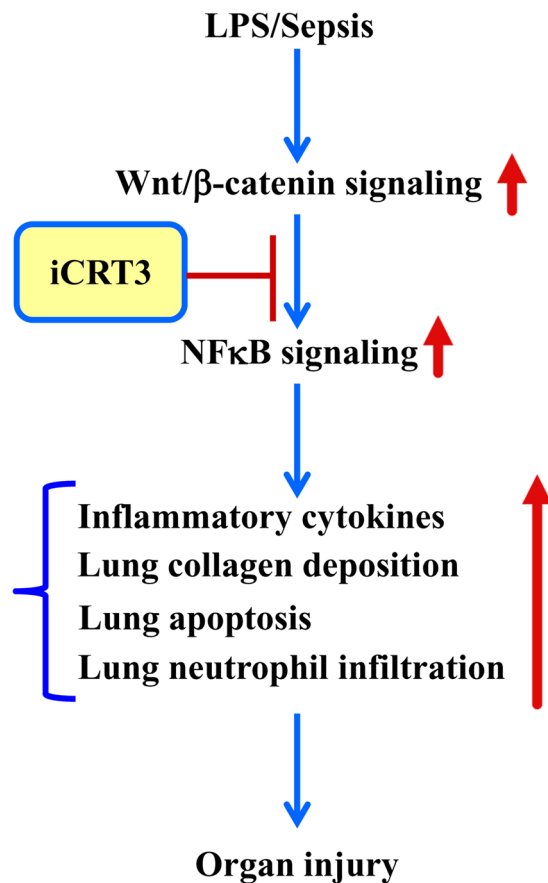 LPS/Sepsis
Wnt/β-catenin signaling
iCRT3
NFκB signaling
Inflammatory cytokines
Lung collagen deposition
Lung apoptosis
Lung neutrophil infiltration
Organ injury